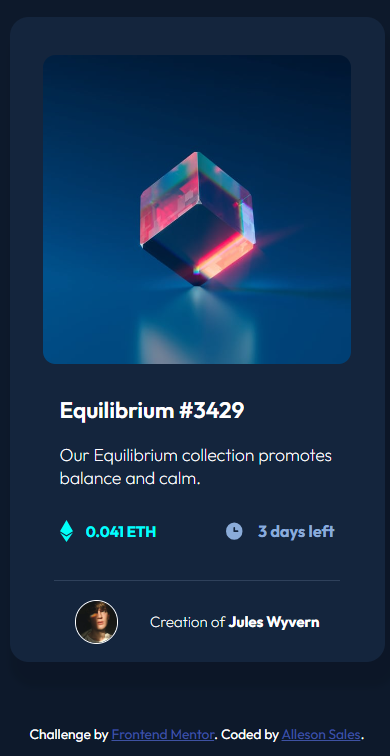 Equilibrium #3429
Our Equilibrium collection promotes
balance and calm.
0.041 ETH
3 days left
Creation of Jules Wyvern
Challenge by Frontend Mentor. Coded by Alleson Sales.